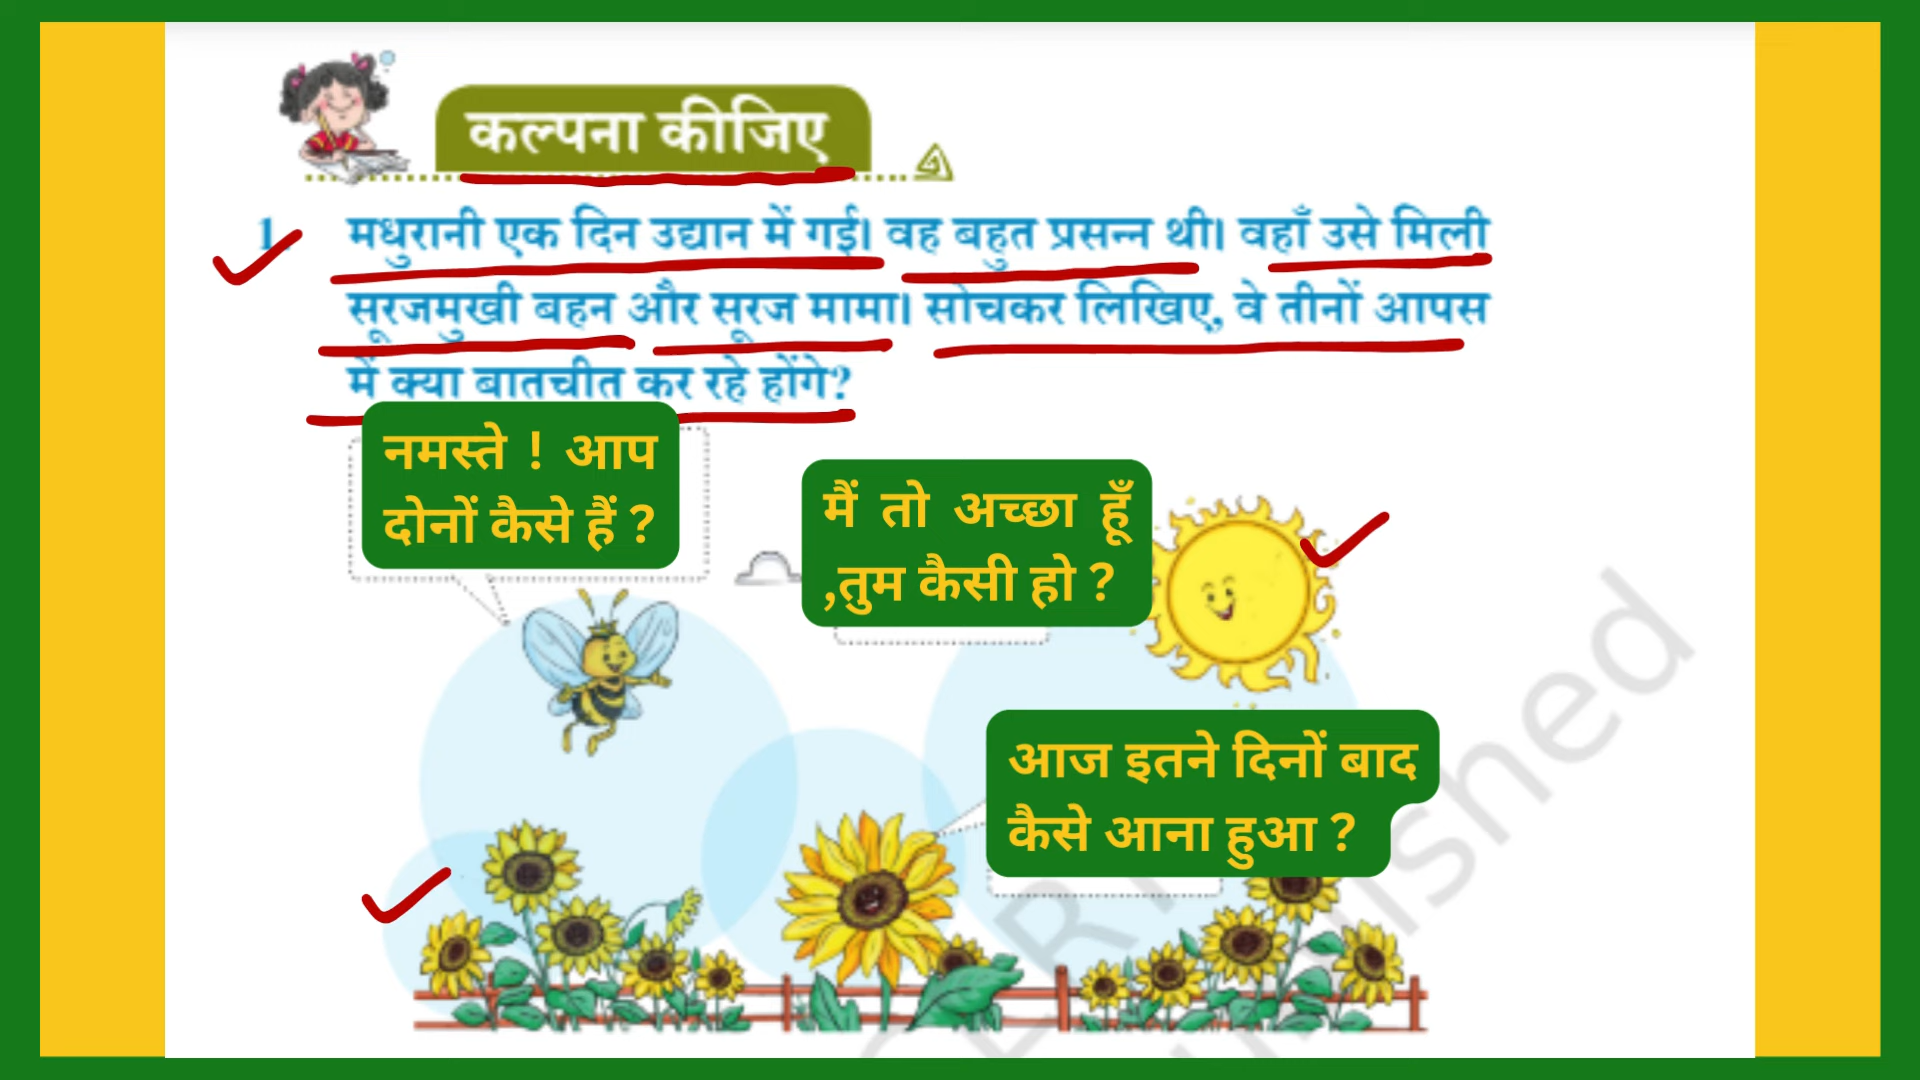 कल्पना कीजिए
1. मधुरानी एक दिन उद्यान में गई। वह बहुत प्रसन्न थी। वहाँ उसे मिली
सूरजमुखी बहन और सूरज मामा। सोचकर लिखिए, वे तीनों आपस
में क्या बातचीत कर रहे होंगे?
नमस्ते ! आप
दोनों कैसे हैं ?
मैं तो अच्छा हूँ
,तुम कैसी हो ?
आज इतने दिनों बाद
कैसे आना हुआ ?